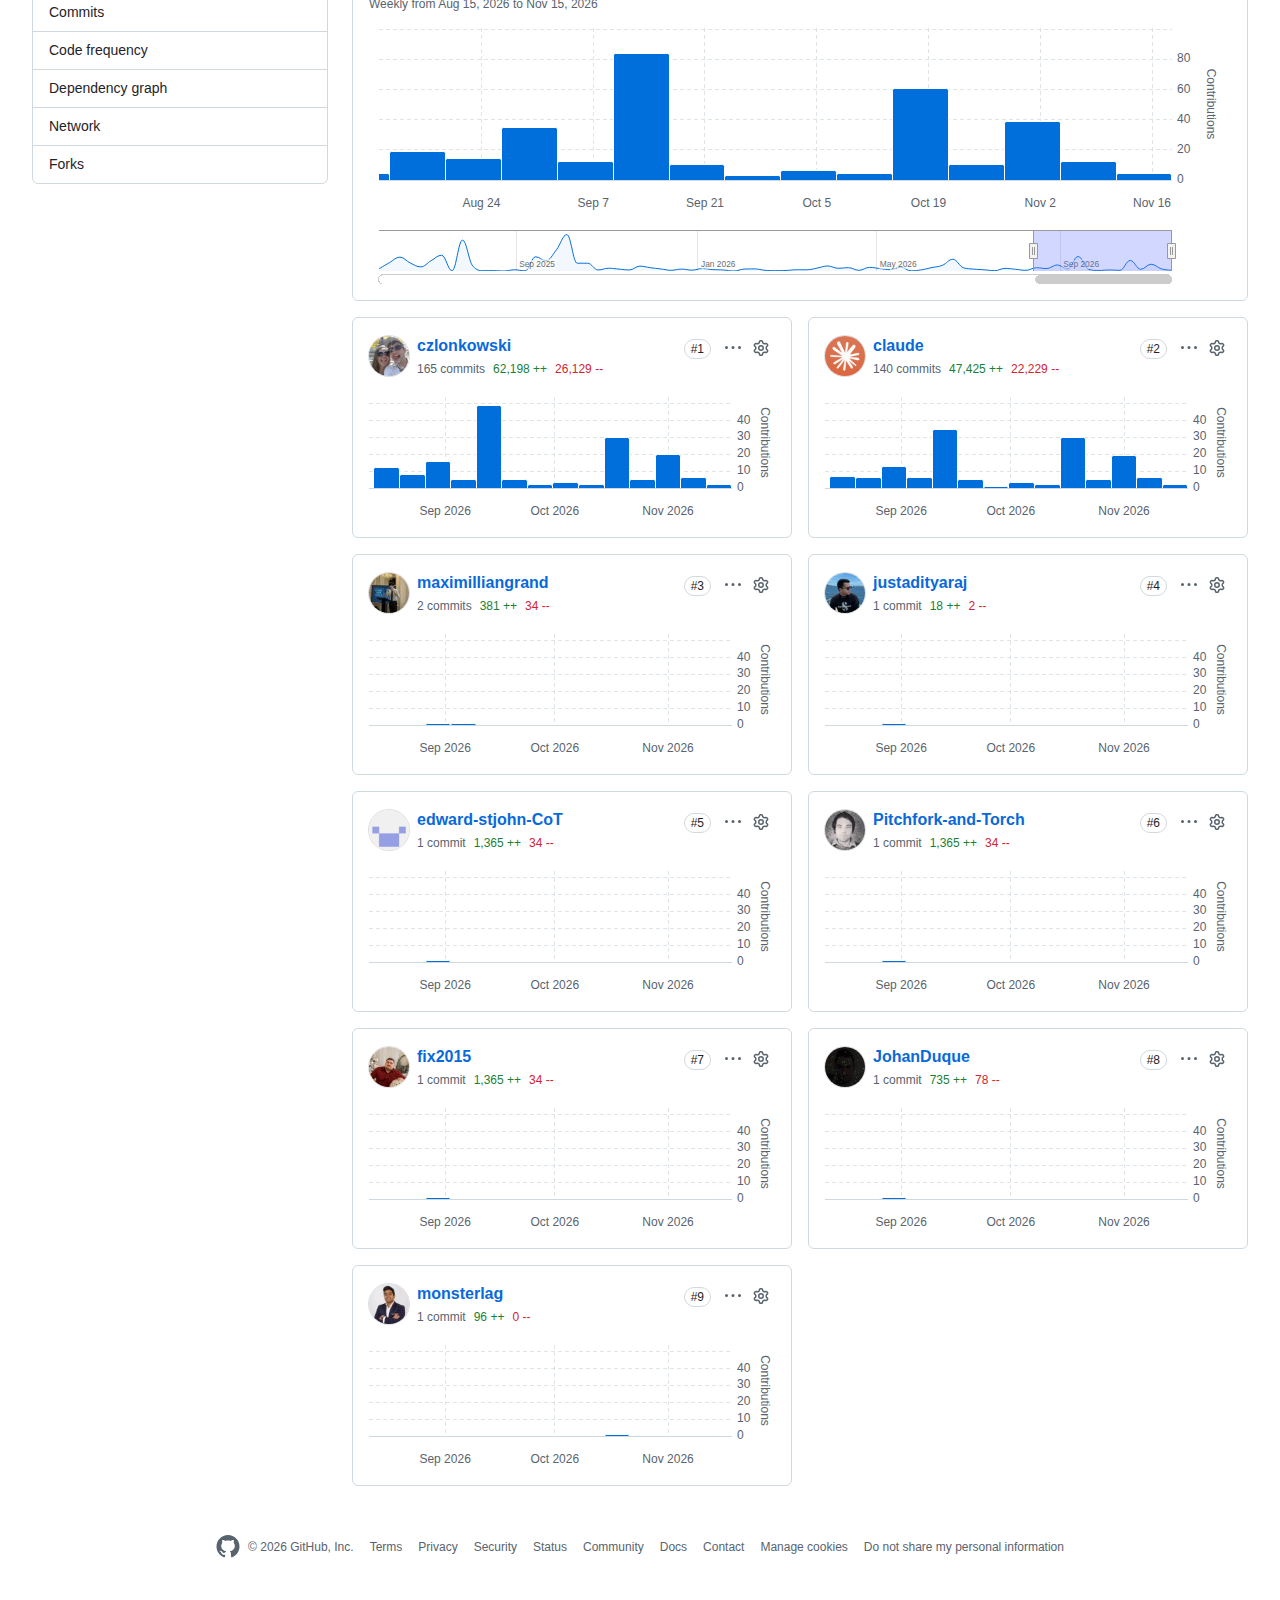 Commits
Code frequency
Dependency graph
Network
Forks
Weekly from Aug 15, 2026 to Nov 15, 2026
80
60
40
20
0
Contributions
Aug 24 Sep 7 Sep 21 Oct 5 Oct 19 Nov 2 Nov 16
Sep 2025 Jan 2026 May 2026 Sep 2026
czlonkowski #1
165 commits 62,198 ++ 26,129 --
40
30
20
10
0
Contributions
Sep 2026 Oct 2026 Nov 2026
claude #2
140 commits 47,425 ++ 22,229 --
40
30
20
10
0
Contributions
Sep 2026 Oct 2026 Nov 2026
maximilliangrand #3
2 commits 381 ++ 34 --
40
30
20
10
0
Contributions
Sep 2026 Oct 2026 Nov 2026
justadityaraj #4
1 commit 18 ++ 2 --
40
30
20
10
0
Contributions
Sep 2026 Oct 2026 Nov 2026
edward-stjohn-CoT #5
1 commit 1,365 ++ 34 --
40
30
20
10
0
Contributions
Sep 2026 Oct 2026 Nov 2026
Pitchfork-and-Torch #6
1 commit 1,365 ++ 34 --
40
30
20
10
0
Contributions
Sep 2026 Oct 2026 Nov 2026
fix2015 #7
1 commit 1,365 ++ 34 --
40
30
20
10
0
Contributions
Sep 2026 Oct 2026 Nov 2026
JohanDuque #8
1 commit 735 ++ 78 --
40
30
20
10
0
Contributions
Sep 2026 Oct 2026 Nov 2026
monsterlag #9
1 commit 96 ++ 0 --
40
30
20
10
0
Contributions
Sep 2026 Oct 2026 Nov 2026
© 2026 GitHub, Inc. Terms Privacy Security Status Community Docs Contact Manage cookies Do not share my personal information